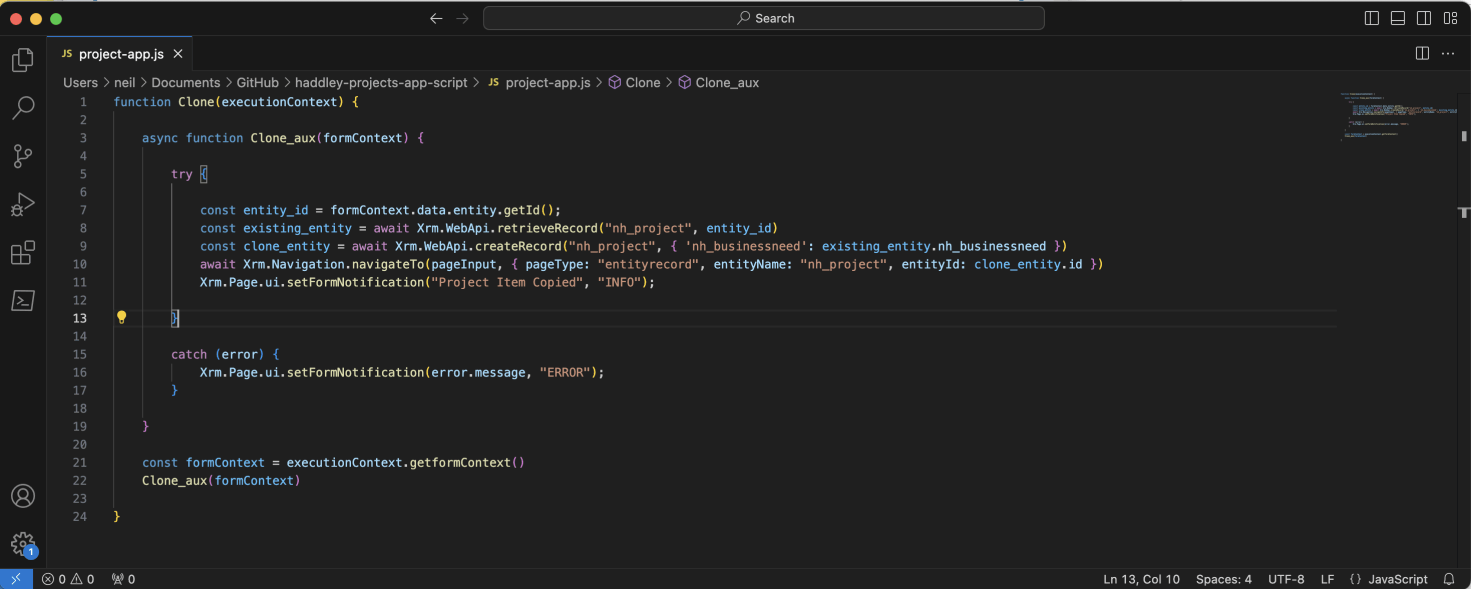 Search
JS project-app.js
Users > neil > Documents > GitHub > haddley-projects-app-script > JS project-app.js > Clone > Clone_aux
1 function Clone(executionContext) {
2
3 async function Clone_aux(formContext) {
4
5 try {
6
7 const entity_id = formContext.data.entity.getId();
8 const existing_entity = await Xrm.WebApi.retrieveRecord("nh_project", entity_id)
9 const clone_entity = await Xrm.WebApi.createRecord("nh_project", { 'nh_businessneed': existing_entity.nh_businessneed })
10 await Xrm.Navigation.navigateTo(pageInput, { pageType: "entityrecord", entityName: "nh_project", entityId: clone_entity.id })
11 Xrm.Page.ui.setFormNotification("Project Item Copied", "INFO");
12
13 }
14
15 catch (error) {
16 Xrm.Page.ui.setFormNotification(error.message, "ERROR");
17 }
18
19 }
20
21 const formContext = executionContext.getformContext()
22 Clone_aux(formContext)
23
24 }
1
0 0 0 Ln 13, Col 10 Spaces: 4 UTF-8 LF {} JavaScript